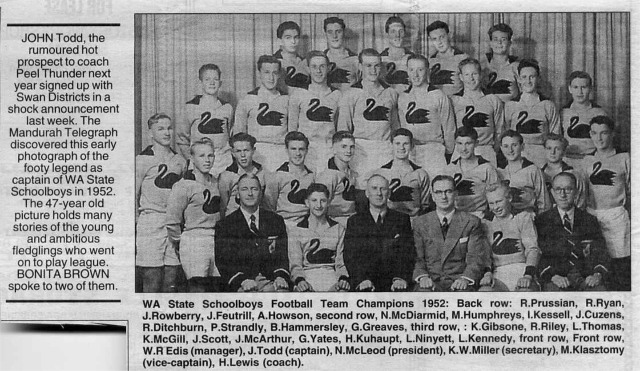 JOHN Todd, the
rumoured hot
prospect to coach
Peel Thunder next
year signed up with
Swan Districts in a
shock announcement
last week. The
Mandurah Telegraph
discovered this early
photograph of the
footy legend as
captain of WA State
Schoolboys in 1952.
The 47-year old
picture holds many
stories of the young
and ambitious
fledglings who went
on to play league.
BONITA BROWN
spoke to two of them.
WA State Schoolboys Football Team Champions 1952: Back row: R.Prussian, R.Ryan,
J.Rowberry, J.Feutrill, A.Howson, second row, N.McDiarmid, M.Humphreys, I.Kessell, J.Cuzens,
R.Ditchburn, P.Strandly, B.Hammersley, G.Greaves, third row, : K.Gibsone, R.Riley, L.Thomas,
K.McGill, J.Scott, J.McArthur, G.Yates, H.Kuhaupt, L.Ninyett, L.Kennedy, front row, Front row,
W.R Edis (manager), J.Todd (captain), N.McLeod (president), K.W.Miller (secretary), M.Klasztomy
(vice-captain), H.Lewis (coach).